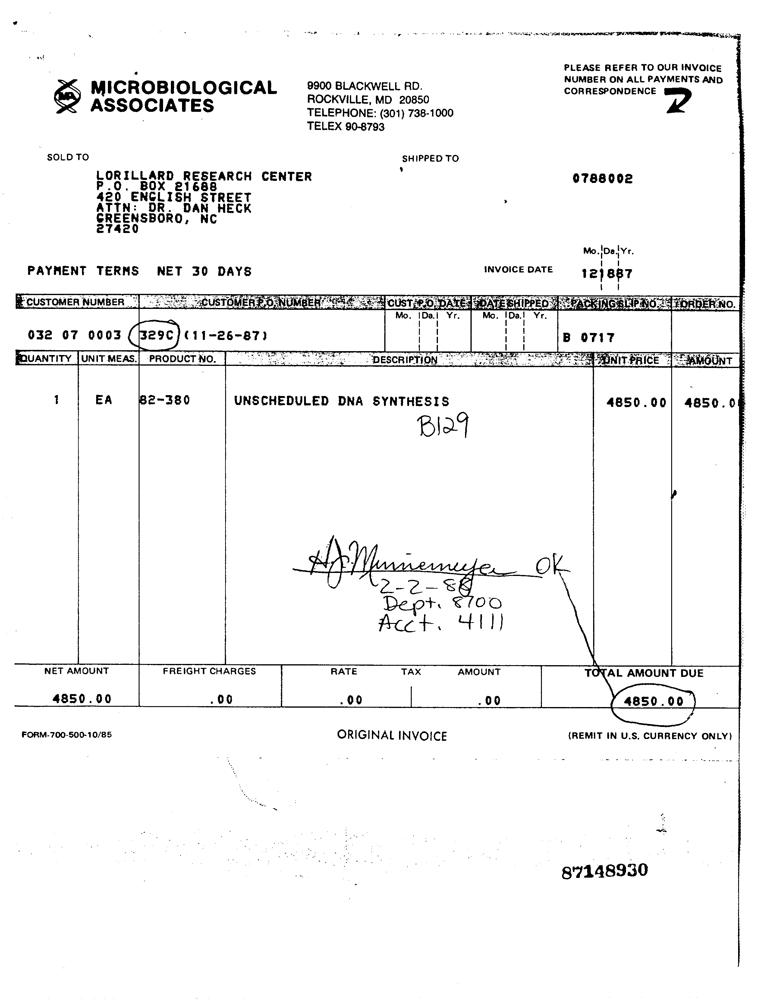 PLEASE REFER TO OUR INVOICE
NUMBER ON ALL PAYMENTS AND
CORRESPONDENCE
MA
MICROBIOLOGICAL
ASSOCIATES
9900 BLACKWELL RD.
ROCKVILLE, MD 20850
TELEPHONE: (301) 738-1000
TELEX 90-8793
SOLD TO
SHIPPED TO
LORILLARD RESEARCH CENTER
P.O. BOX 21688
420 ENGLISH STREET
ATTN: DR. DAN HECK
GREENSBORO, NC
27420
0788002
Mo. Da. Yr.
PAYMENT TERMS NET 30 DAYS
INVOICE DATE 121887
CUSTOMER NUMBER CUSTOMER P.O. NUMBER CUST. P.O. DATE DATE SHIPPED PACKING SLIP NO. ORDER NO.
Mo. Da. Yr. Mo. Da. Yr.
032 07 0003 329C (11-26-87) B 0717
QUANTITY UNIT MEAS. PRODUCT NO. DESCRIPTION UNIT PRICE AMOUNT
1 EA 82-380 UNSCHEDULED DNA SYNTHESIS 4850.00 4850.0
B129
HJ Minnemeyer OK
2-2-88
Dept. 8700
Acct. 4111
NET AMOUNT FREIGHT CHARGES RATE TAX AMOUNT TOTAL AMOUNT DUE
4850.00 .00 .00 .00 4850.00
FORM-700-500-10/85 ORIGINAL INVOICE (REMIT IN U.S. CURRENCY ONLY)
87148930